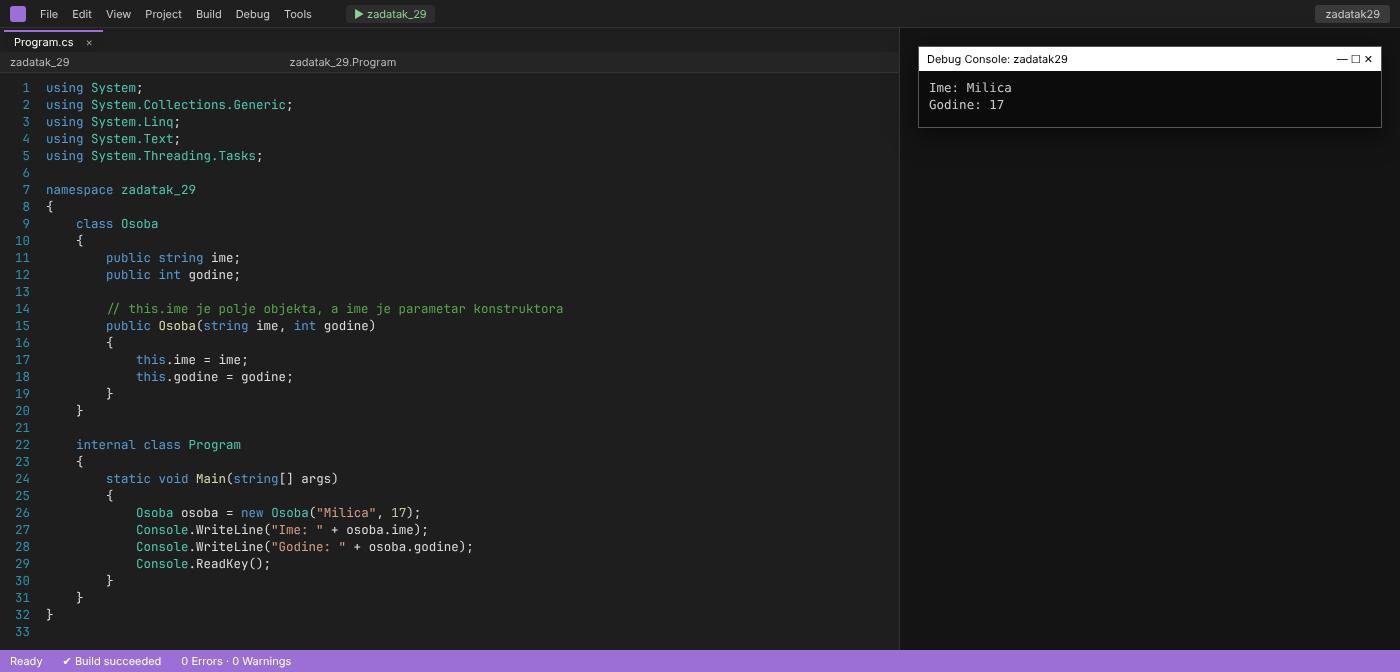 File Edit View Project Build Debug Tools ▶ zadatak_29 zadatak29
Program.cs ×
zadatak_29 zadatak_29.Program
1 using System;
2 using System.Collections.Generic;
3 using System.Linq;
4 using System.Text;
5 using System.Threading.Tasks;
6
7 namespace zadatak_29
8 {
9     class Osoba
10     {
11         public string ime;
12         public int godine;
13
14         // this.ime je polje objekta, a ime je parametar konstruktora
15         public Osoba(string ime, int godine)
16         {
17             this.ime = ime;
18             this.godine = godine;
19         }
20     }
21
22     internal class Program
23     {
24         static void Main(string[] args)
25         {
26             Osoba osoba = new Osoba("Milica", 17);
27             Console.WriteLine("Ime: " + osoba.ime);
28             Console.WriteLine("Godine: " + osoba.godine);
29             Console.ReadKey();
30         }
31     }
32 }
33
Debug Console: zadatak29 — ☐ ✕
Ime: Milica
Godine: 17
Ready ✔ Build succeeded 0 Errors · 0 Warnings